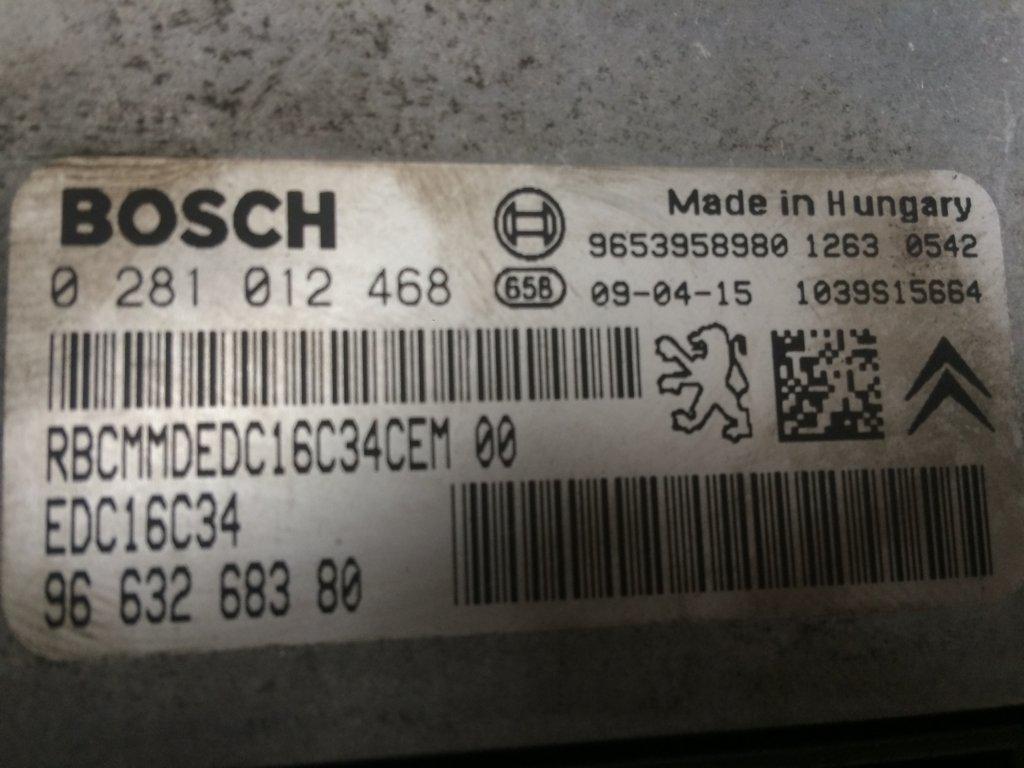 BOSCH
Made in Hungary
9653958980 1263 0542
0 281 012 468
65B
09-04-15 1039S15664
RBCMMDEDC16C34CEM 00
EDC16C34
96 632 683 80